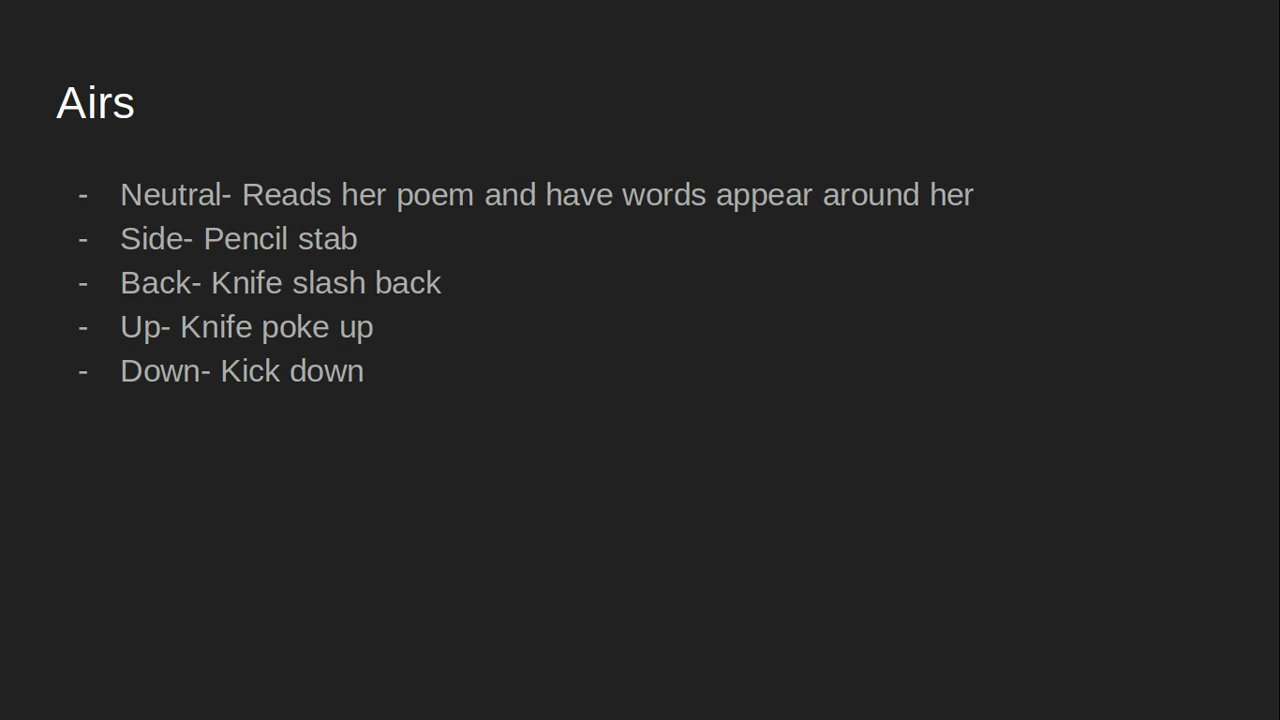 Airs
- Neutral- Reads her poem and have words appear around her
- Side- Pencil stab
- Back- Knife slash back
- Up- Knife poke up
- Down- Kick down